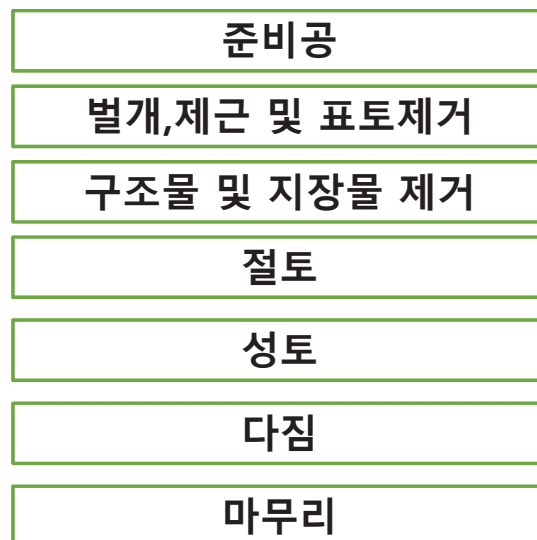 준비공
벌개,제근 및 표토제거
구조물 및 지장물 제거
절토
성토
다짐
마무리